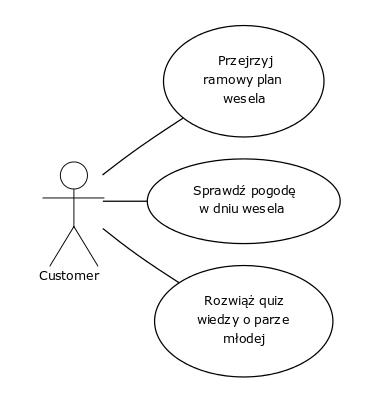 Przejrzyj
ramowy plan
wesela
Sprawdź pogodę
w dniu wesela
Customer
Rozwiąż quiz
wiedzy o parze
młodej